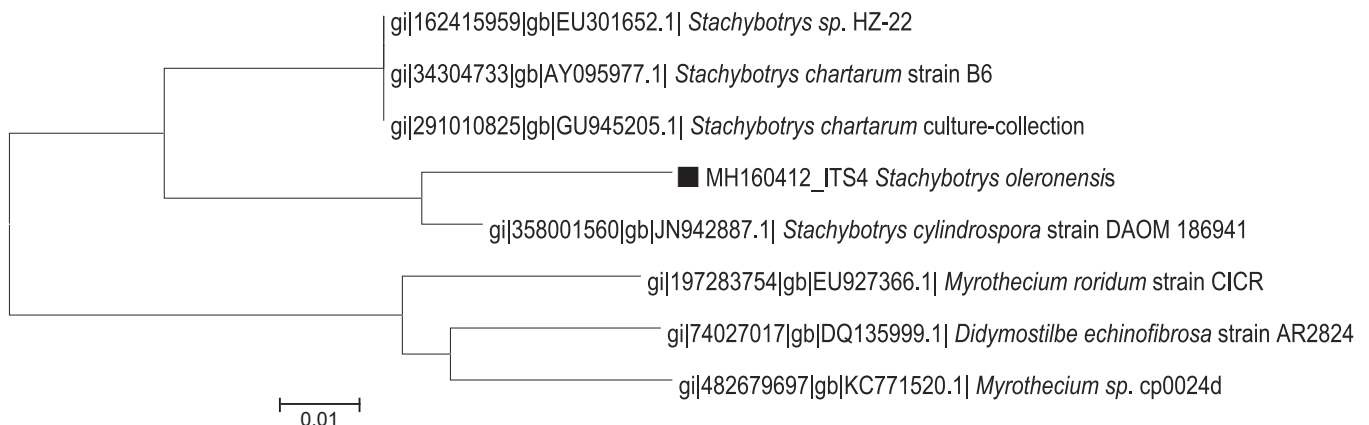 gi|162415959|gb|EU301652.1| Stachybotrys sp. HZ-22
gi|34304733|gb|AY095977.1| Stachybotrys chartarum strain B6
gi|291010825|gb|GU945205.1| Stachybotrys chartarum culture-collection
MH160412_ITS4 Stachybotrys oleronensis
gi|358001560|gb|JN942887.1| Stachybotrys cylindrospora strain DAOM 186941
gi|197283754|gb|EU927366.1| Myrothecium roridum strain CICR
gi|74027017|gb|DQ135999.1| Didymostilbe echinofibrosa strain AR2824
gi|482679697|gb|KC771520.1| Myrothecium sp. cp0024d
0.01